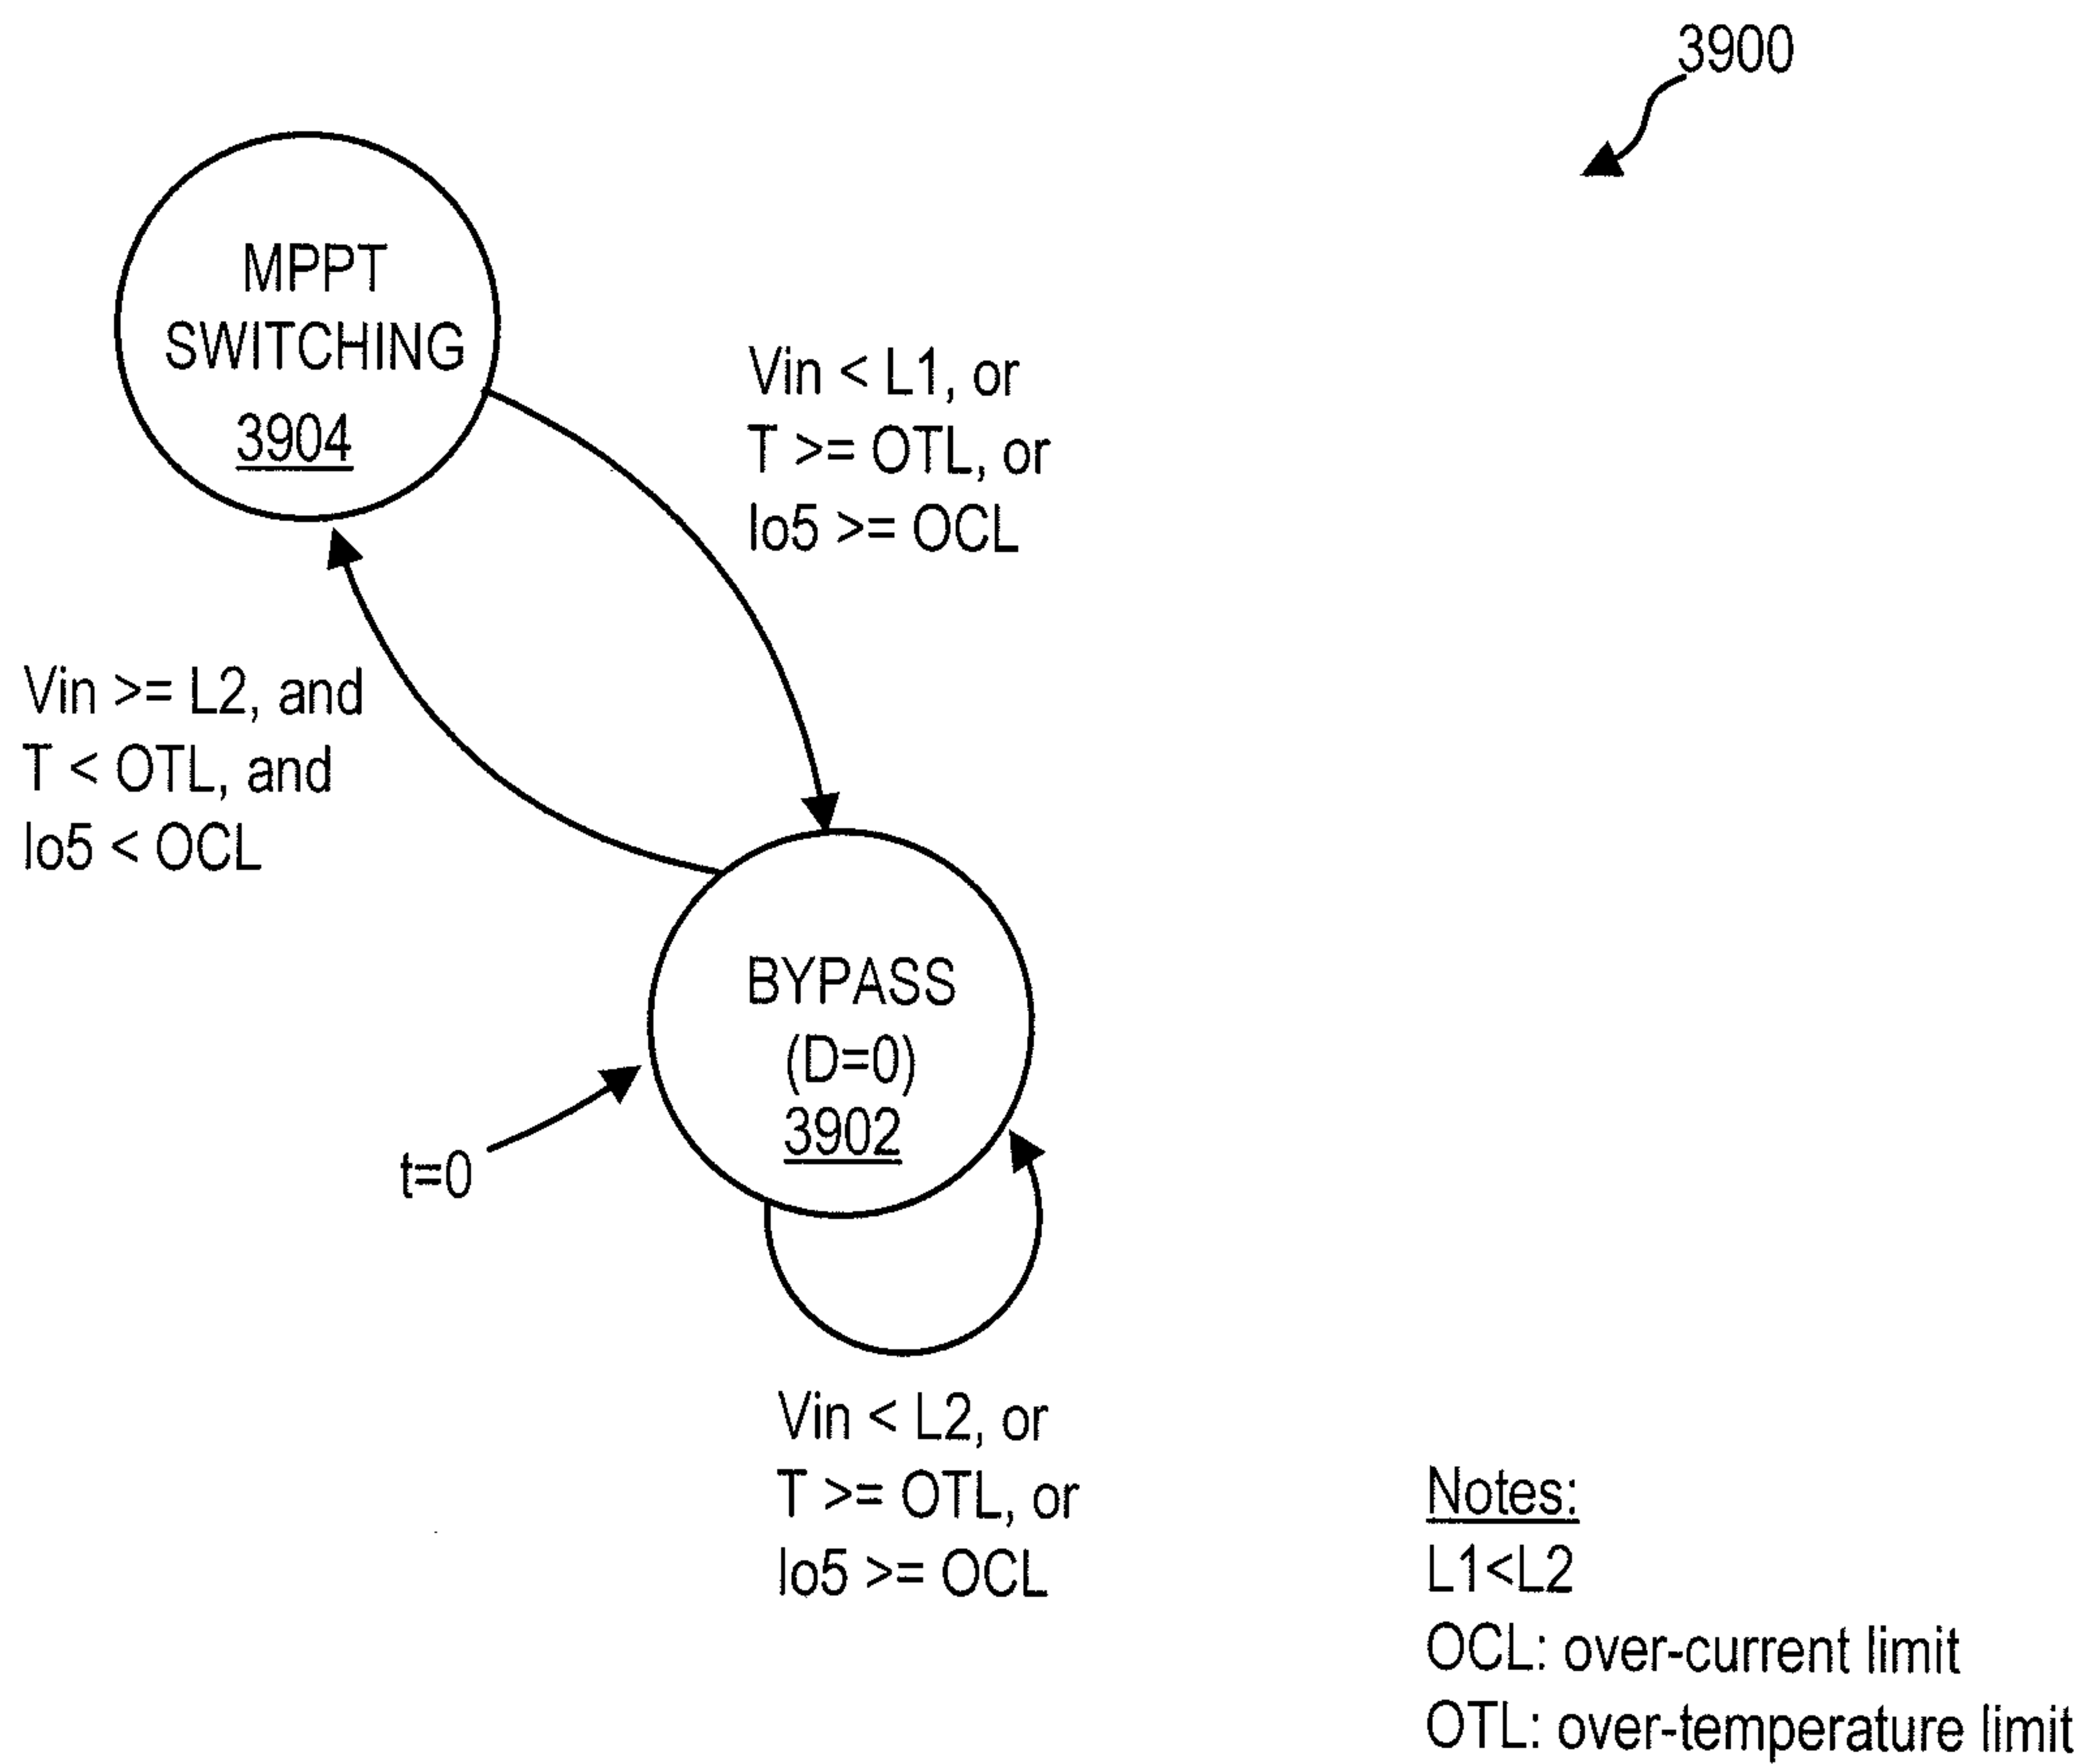 3900
MPPT
SWITCHING
3904
Vin < L1, or
T >= OTL, or
Io5 >= OCL
Vin >= L2, and
T < OTL, and
Io5 < OCL
BYPASS
(D=0)
3902
t=0
Vin < L2, or
T >= OTL, or
Io5 >= OCL
Notes:
L1<L2
OCL: over-current limit
OTL: over-temperature limit